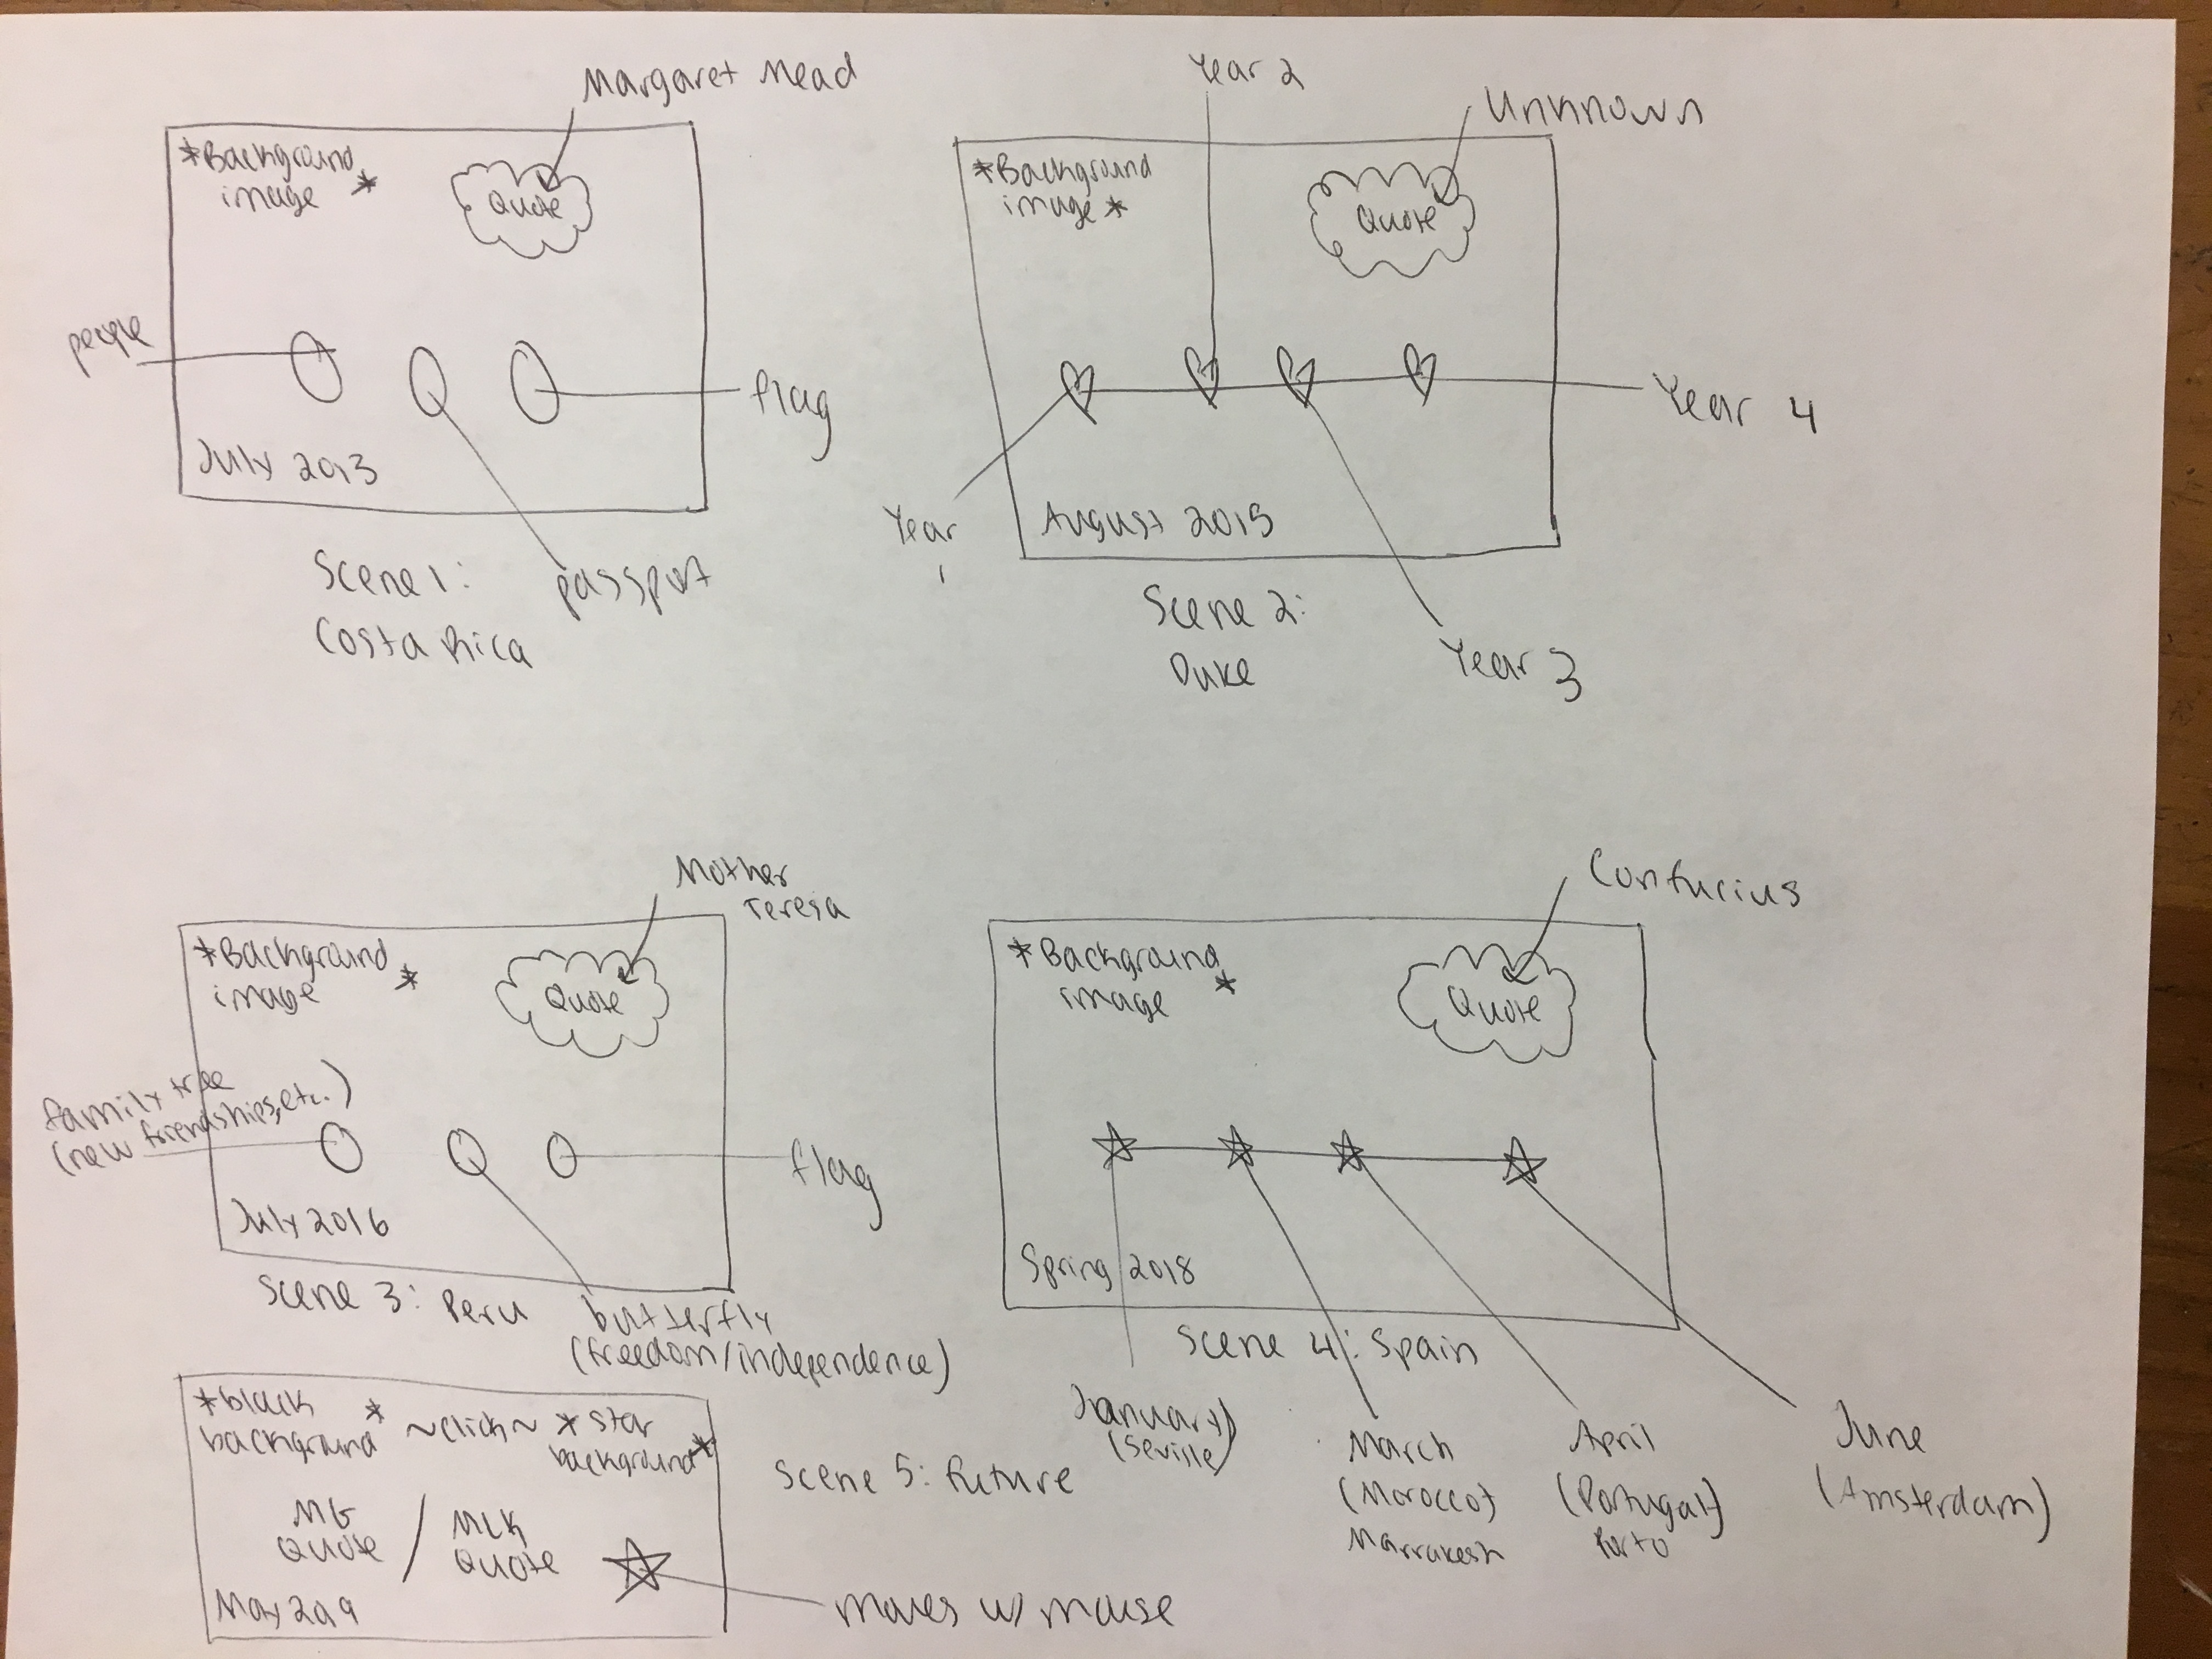 Margaret Mead
*Background
image *
Quote
people
flag
July 2013
Scene 1:
Costa Rica
passport
Year 2
Unknown
*Background
image *
Quote
Year 4
Year
1
August 2015
Scene 2:
Duke
Year 3
Mother
Teresa
*Background
image *
Quote
family tree
(new friendships, etc.)
flag
July 2016
Scene 3: Peru
butterfly
(freedom/independence)
Confucius
*Background
image *
Quote
Spring 2018
Scene 4: Spain
January
(Seville)
March
(Morocco)
Marrakesh
April
(Portugal)
Porto
June
(Amsterdam)
*black
background*
~click~
*star
background*
MG
Quote
/
MLK
Quote
May 2019
Scene 5: Future
moves w/ mouse